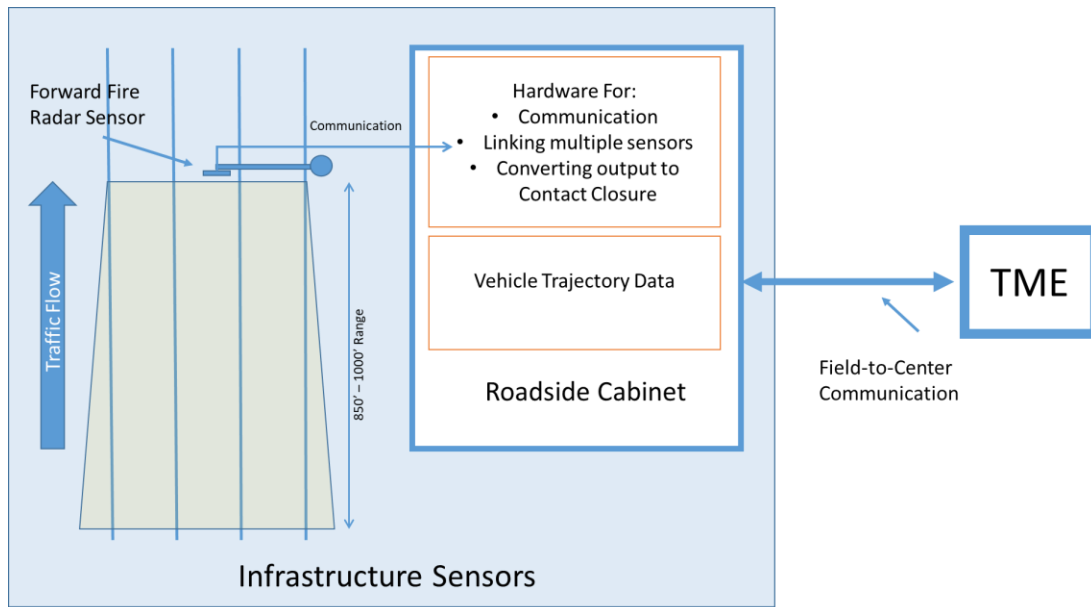 Forward Fire
Radar Sensor
Communication
Traffic Flow
850’ – 1000’ Range
Hardware For:
• Communication
• Linking multiple sensors
• Converting output to
Contact Closure
Vehicle Trajectory Data
Roadside Cabinet
TME
Field-to-Center
Communication
Infrastructure Sensors